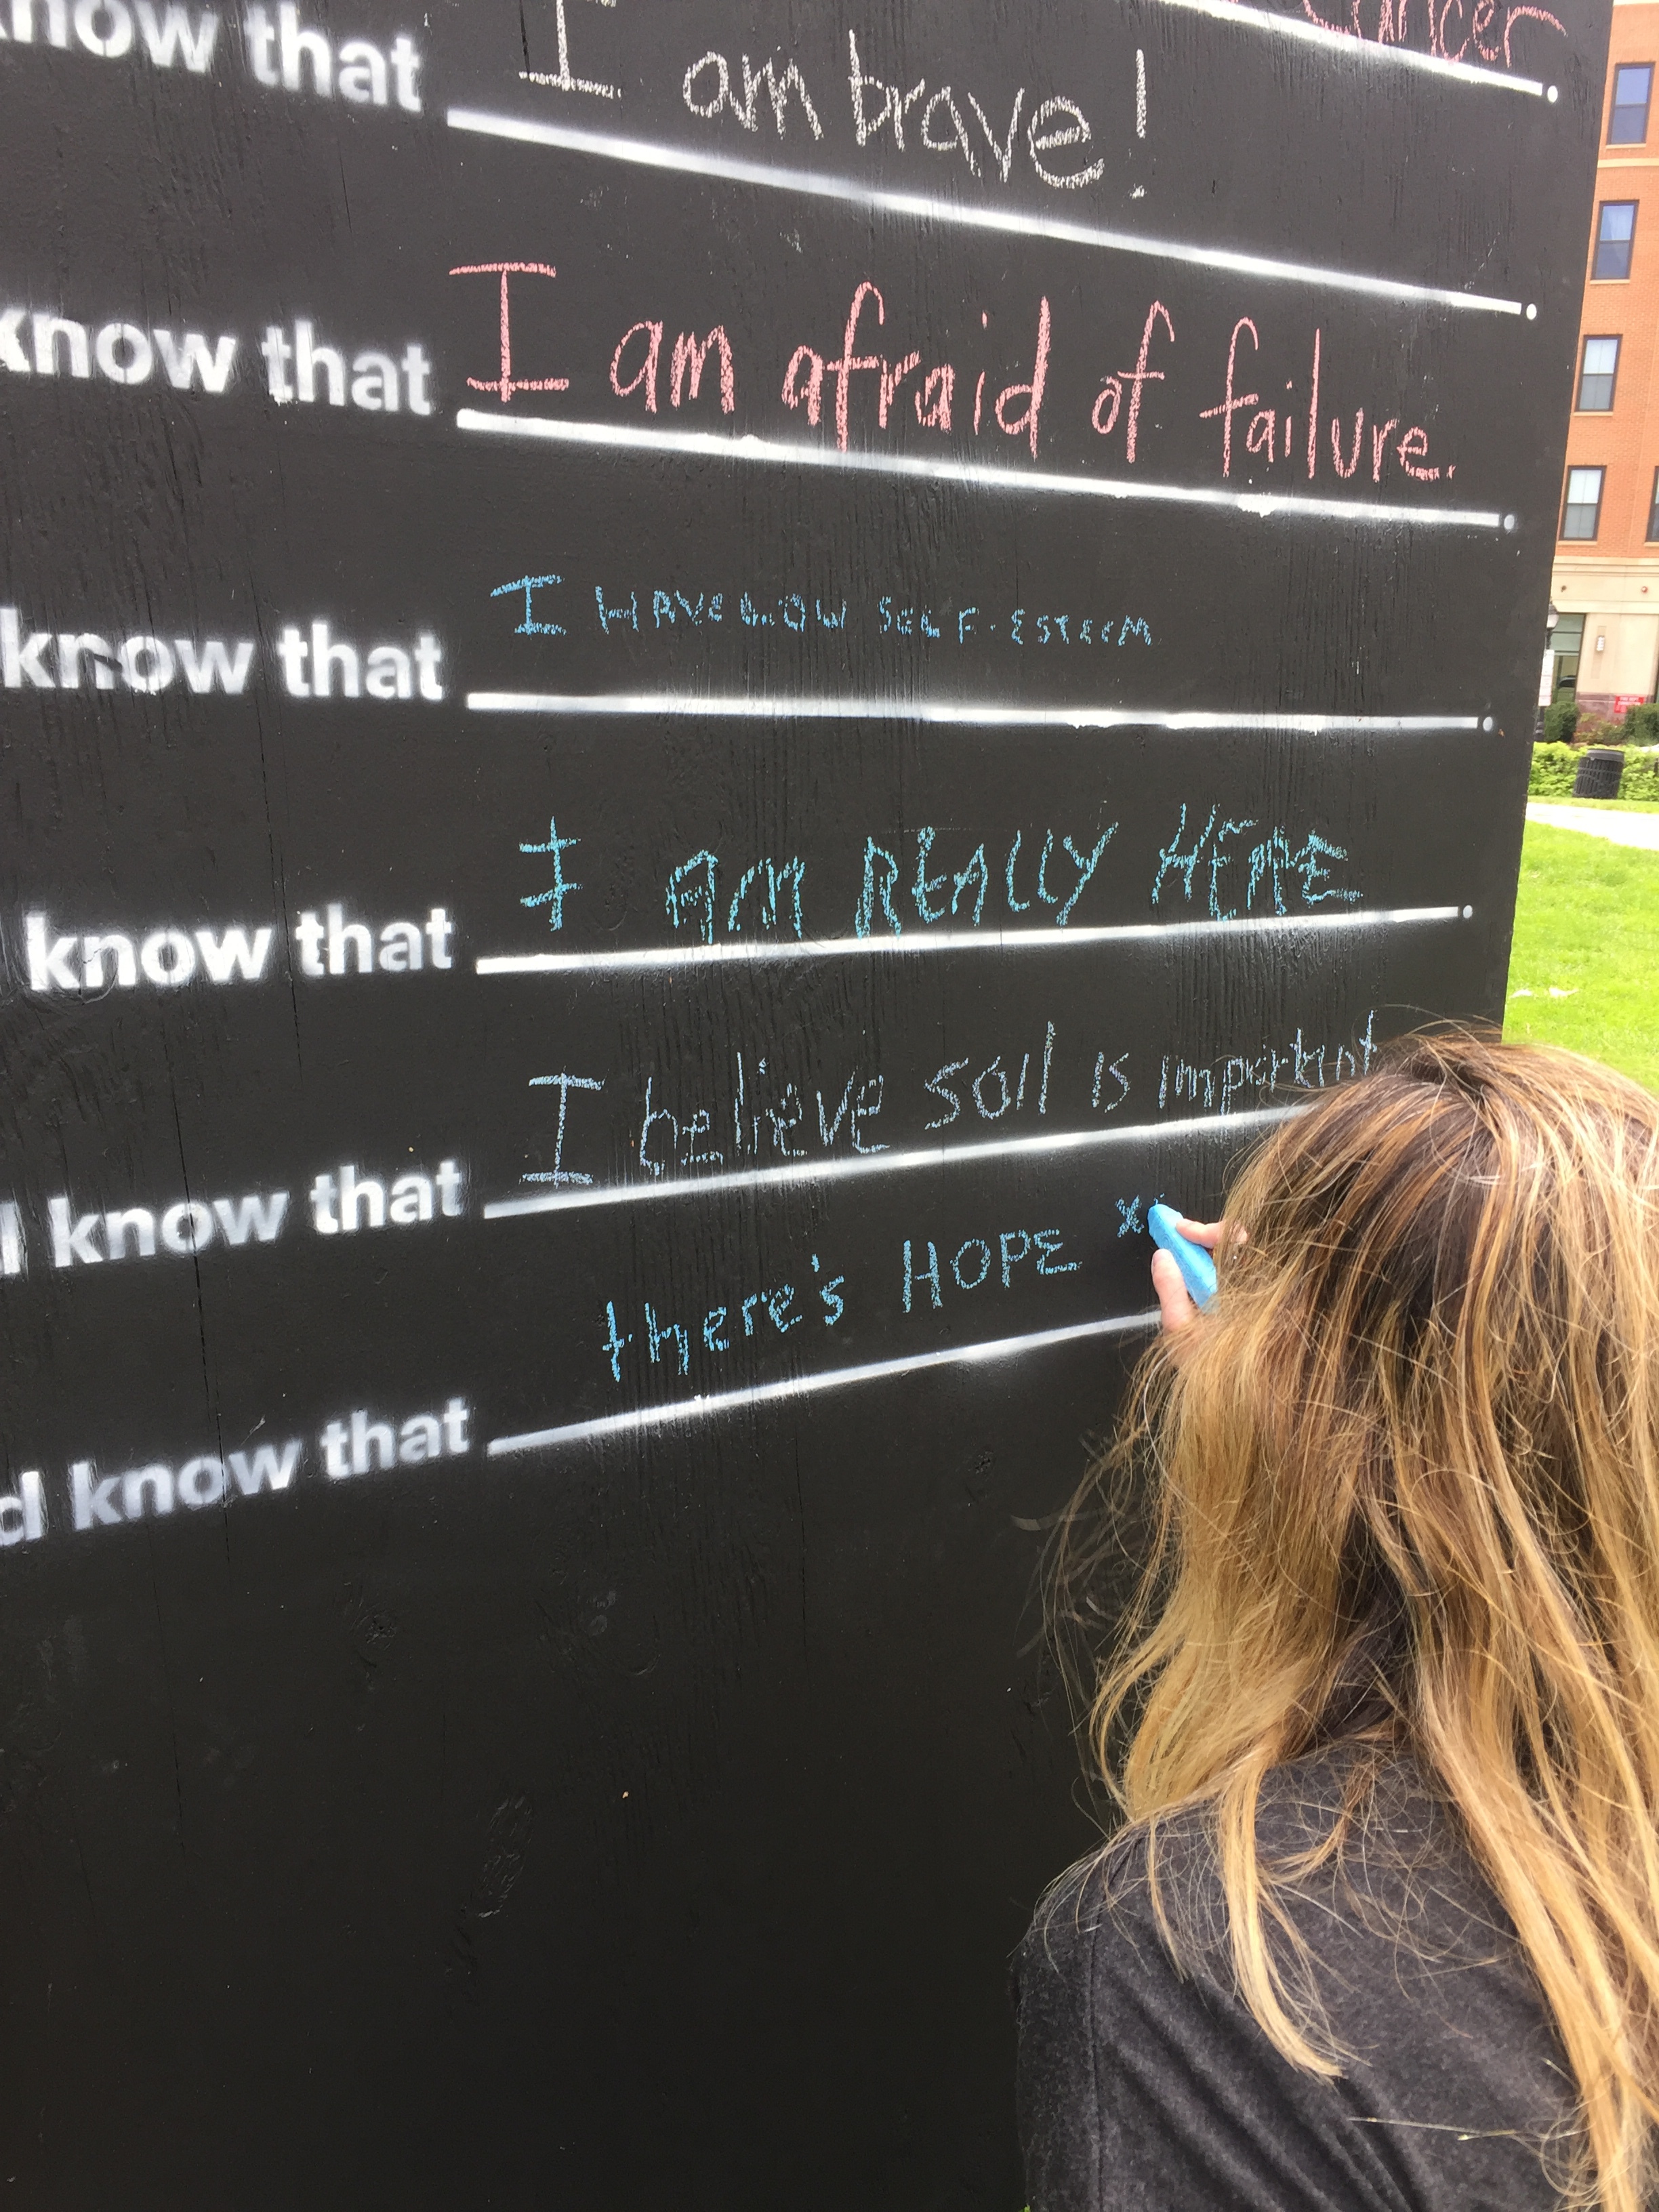 cancer
know that I am brave!
know that I am afraid of failure.
know that I HAVE LOW SELF-ESTEEM
know that I AM REALLY HERE
I know that I believe soil is important
d know that there's HOPE